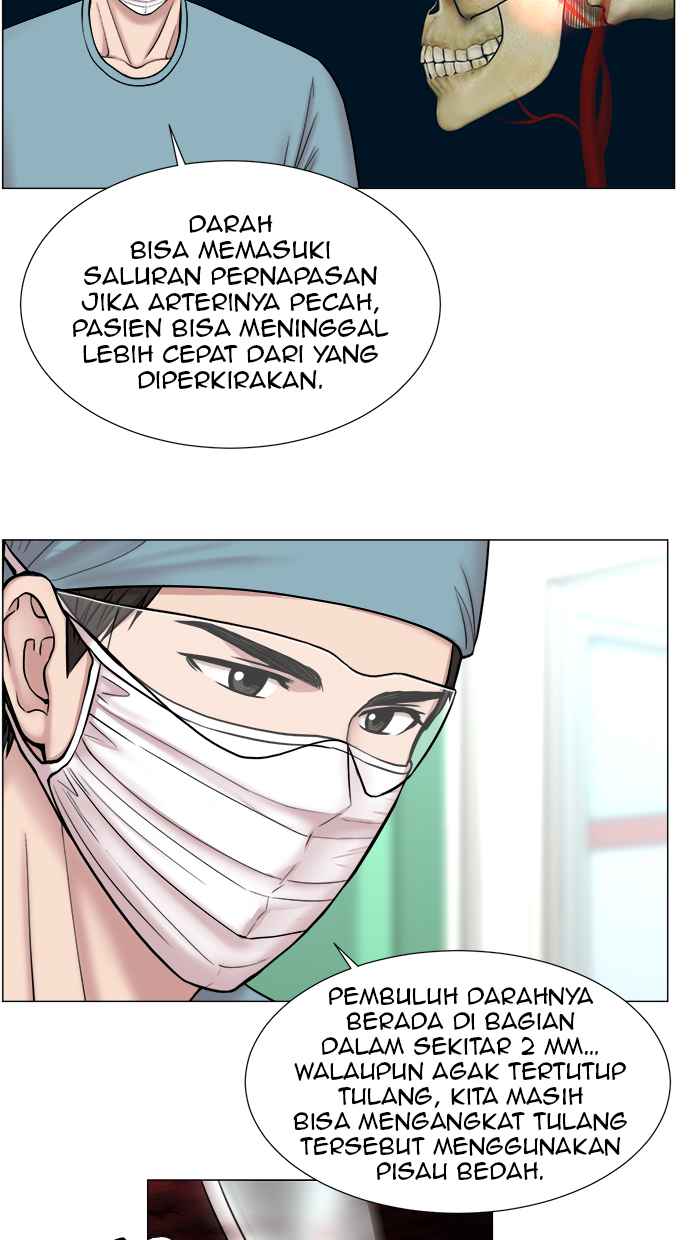 DARAH
BISA MEMASUKI
SALURAN PERNAPASAN
JIKA ARTERINYA PECAH,
PASIEN BISA MENINGGAL
LEBIH CEPAT DARI YANG
DIPERKIRAKAN.
PEMBULUH DARAHNYA
BERADA DI BAGIAN
DALAM SEKITAR 2 MM...
WALAUPUN AGAK TERTUTUP
TULANG, KITA MASIH
BISA MENGANGKAT TULANG
TERSEBUT MENGGUNAKAN
PISAU BEDAH.